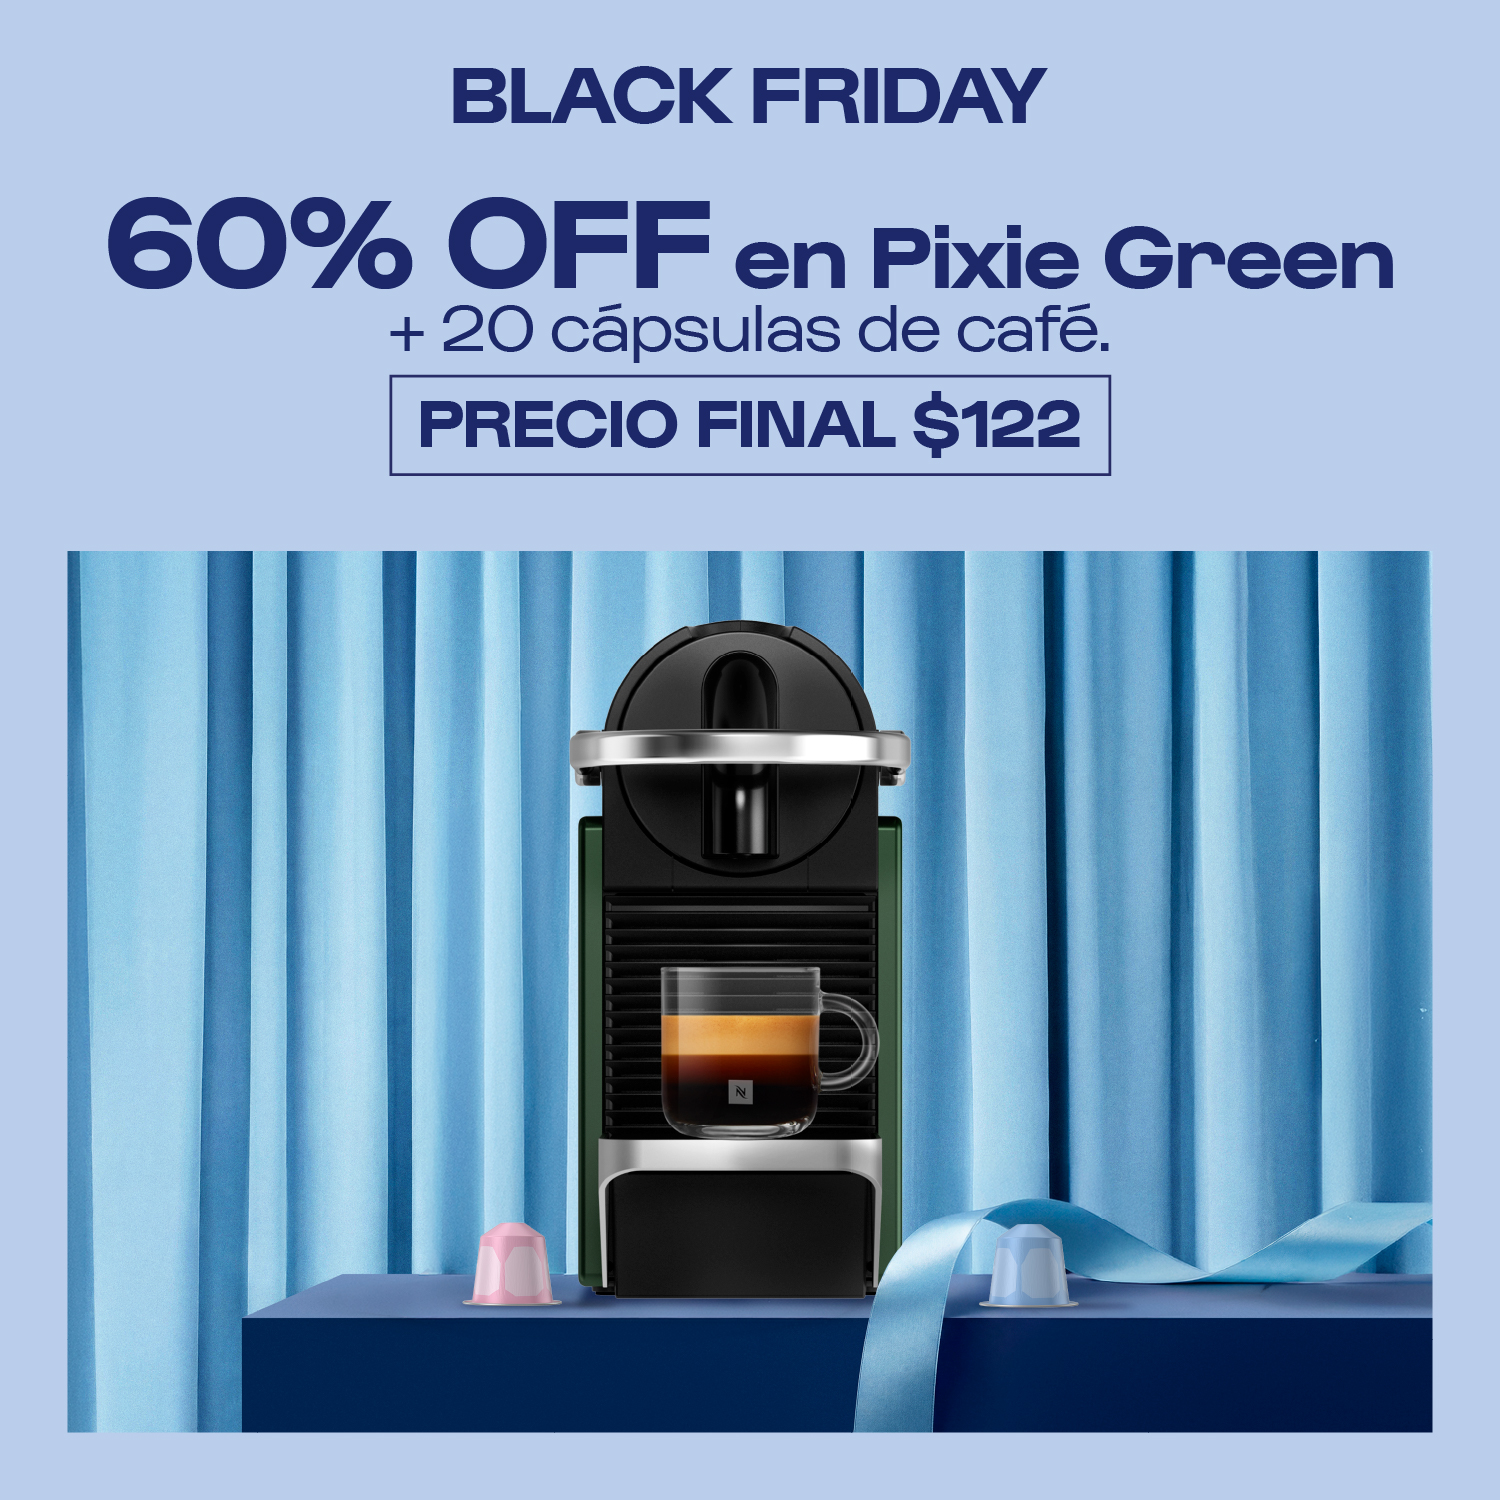 BLACK FRIDAY
60% OFF en Pixie Green
+ 20 cápsulas de café.
PRECIO FINAL $122
N